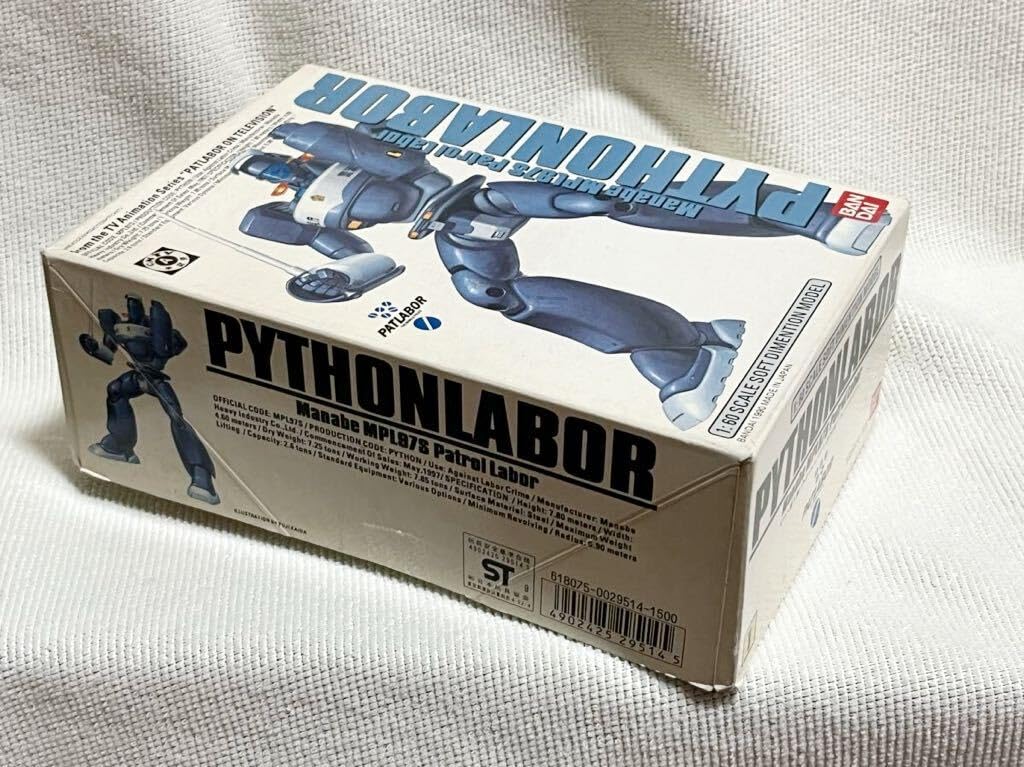 PYTHONLABOR
Manabe MPL97S Patrol Labor
BAN
DAI
from the TV Animation Series "PATLABOR ON TELEVISION"
PATLABOR
1:60 SCALE SOFT DIMENTION MODEL
BANDAI 1990 MADE IN JAPAN
PYTHONLABOR
Manabe MPL97S Patrol Labor
OFFICIAL CODE: MPL97S / PRODUCTION CODE: PYTHON / Use: Against Labor Crime / Manufacturer: Manabe
Heavy Industry Co.,Ltd. / Commencement Of Sales: May,1997 / SPECIFICATION / Height: 7.80 meters / Width:
4.60 meters / Dry Weight: 7.25 tons / Working Weight: 7.85 tons / Surface Material: Steel / Maximum Weight
Lifting / Capacity: 2.6 tons / Standard Equipment: Various Options / Minimum Revolving / Radius: 5.90 meters
ST
618075-0029514-1500
4902425 29514 5
PYTHONLABOR